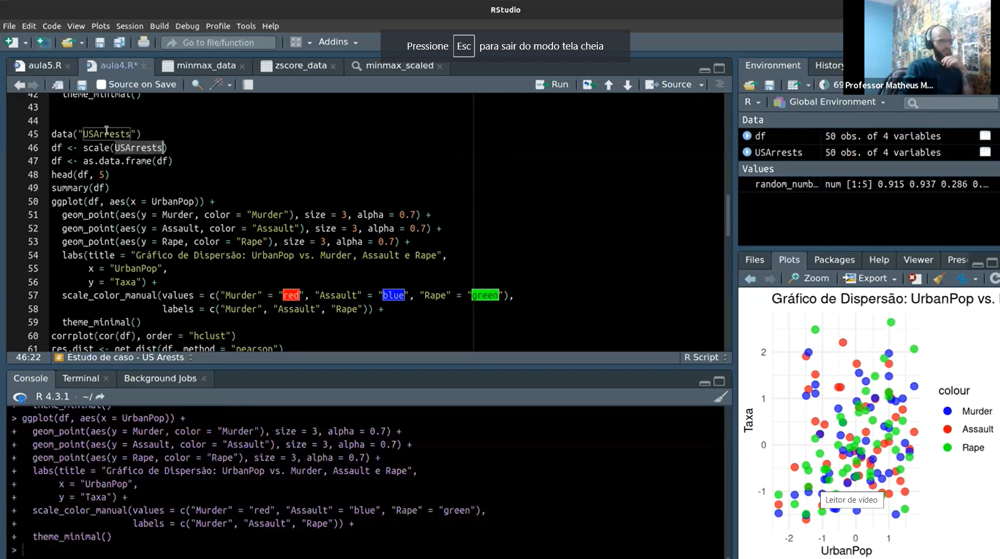 RStudio
File Edit Code View Plots Session Build Debug Profile Tools Help
Go to file/function Addins
Pressione Esc para sair do modo tela cheia
aula5.R aula4.R* minmax_data zscore_data minmax_scaled
Source on Save Run Source
42 theme_minimal()
43
44
45 data("USArrests")
46 df <- scale(USArrests)
47 df <- as.data.frame(df)
48 head(df, 5)
49 summary(df)
50 ggplot(df, aes(x = UrbanPop)) +
51 geom_point(aes(y = Murder, color = "Murder"), size = 3, alpha = 0.7) +
52 geom_point(aes(y = Assault, color = "Assault"), size = 3, alpha = 0.7) +
53 geom_point(aes(y = Rape, color = "Rape"), size = 3, alpha = 0.7) +
54 labs(title = "Gráfico de Dispersão: UrbanPop vs. Murder, Assault e Rape",
55 x = "UrbanPop",
56 y = "Taxa") +
57 scale_color_manual(values = c("Murder" = "red", "Assault" = "blue", "Rape" = "green"),
58 labels = c("Murder", "Assault", "Rape")) +
59 theme_minimal()
60 corrplot(cor(df), order = "hclust")
61 res.dist <- get_dist(df, method = "pearson")
46:22 Estudo de caso - US Arests R Script
Console Terminal Background Jobs
R 4.3.1 · ~/
+ theme_minimal()
> ggplot(df, aes(x = UrbanPop)) +
+ geom_point(aes(y = Murder, color = "Murder"), size = 3, alpha = 0.7) +
+ geom_point(aes(y = Assault, color = "Assault"), size = 3, alpha = 0.7) +
+ geom_point(aes(y = Rape, color = "Rape"), size = 3, alpha = 0.7) +
+ labs(title = "Gráfico de Dispersão: UrbanPop vs. Murder, Assault e Rape",
+ x = "UrbanPop",
+ y = "Taxa") +
+ scale_color_manual(values = c("Murder" = "red", "Assault" = "blue", "Rape" = "green"),
+ labels = c("Murder", "Assault", "Rape")) +
+ theme_minimal()
>
Environment History
69
Professor Matheus M...
R Global Environment
Data
df 50 obs. of 4 variables
USArrests 50 obs. of 4 variables
Values
random_numb... num [1:5] 0.915 0.937 0.286 0....
Files Plots Packages Help Viewer Pres
Zoom Export
Gráfico de Dispersão: UrbanPop vs.
2
1
0
-1
Taxa
colour
Murder
Assault
Rape
Leitor de vídeo
-2 -1 0 1
UrbanPop